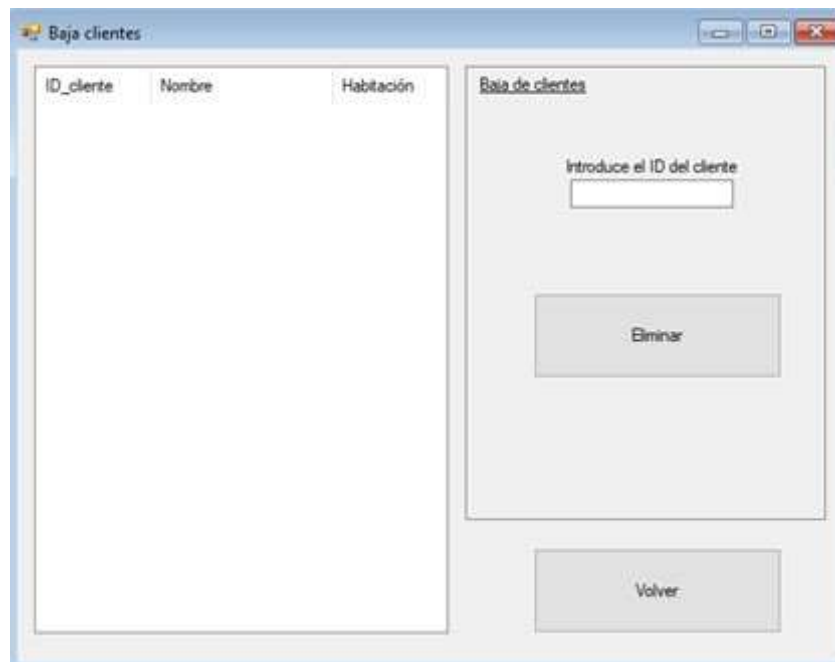 Baja clientes
ID_cliente Nombre Habitación
Baja de clientes
Introduce el ID del cliente
Eliminar
Volver